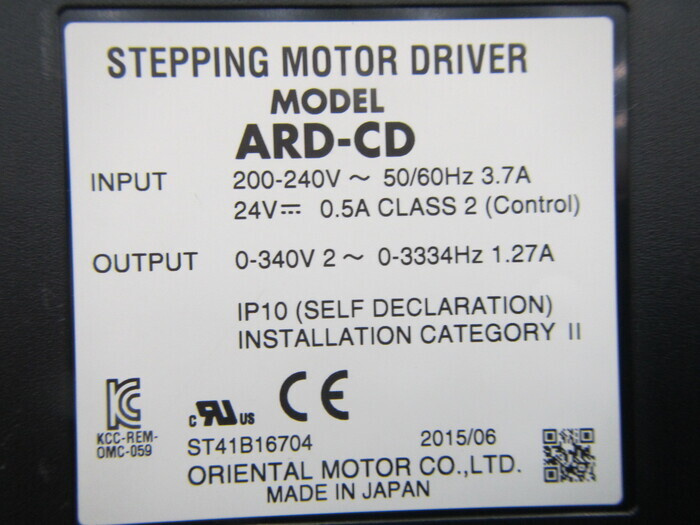 STEPPING MOTOR DRIVER
MODEL
ARD-CD
INPUT 200-240V ~ 50/60Hz 3.7A
24V⎓ 0.5A CLASS 2 (Control)
OUTPUT 0-340V 2~ 0-3334Hz 1.27A
IP10 (SELF DECLARATION)
INSTALLATION CATEGORY II
KC
KCC-REM-
OMC-059
c RU us
CE
ST41B16704 2015/06
ORIENTAL MOTOR CO.,LTD.
MADE IN JAPAN